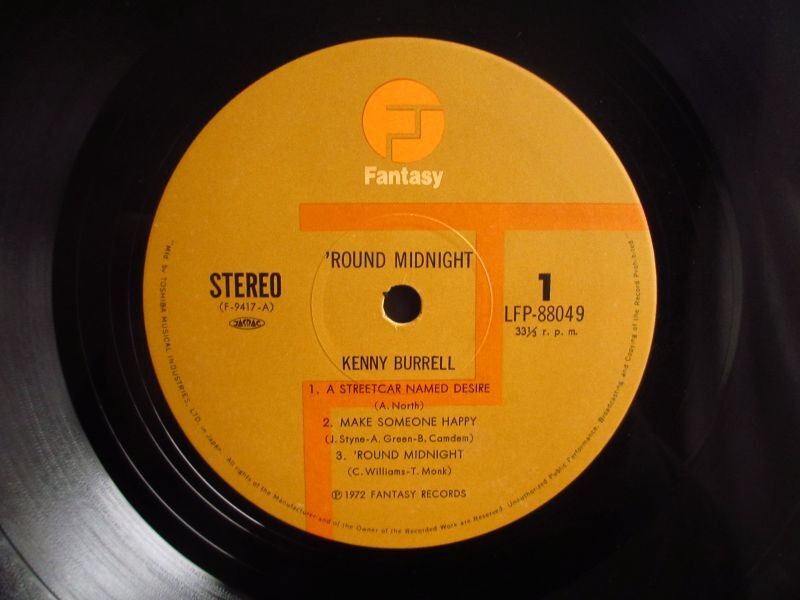 Fantasy
'ROUND MIDNIGHT
STEREO
(F-9417-A)
JASRAC
1
LFP-88049
33⅓ r. p. m.
KENNY BURRELL
1. A STREETCAR NAMED DESIRE
(A. North)
2. MAKE SOMEONE HAPPY
(J. Styne-A. Green-B. Camdem)
3. 'ROUND MIDNIGHT
(C. Williams-T. Monk)
Ⓟ 1972 FANTASY RECORDS
"Mfd. by TOSHIBA MUSICAL INDUSTRIES, LTD. in Japan. All rights of the Manufacturer and of the Owner of the Recorded Work are Reserved. Unauthorized Public Performance, Broadcasting and Copying of the Record Prohibited."